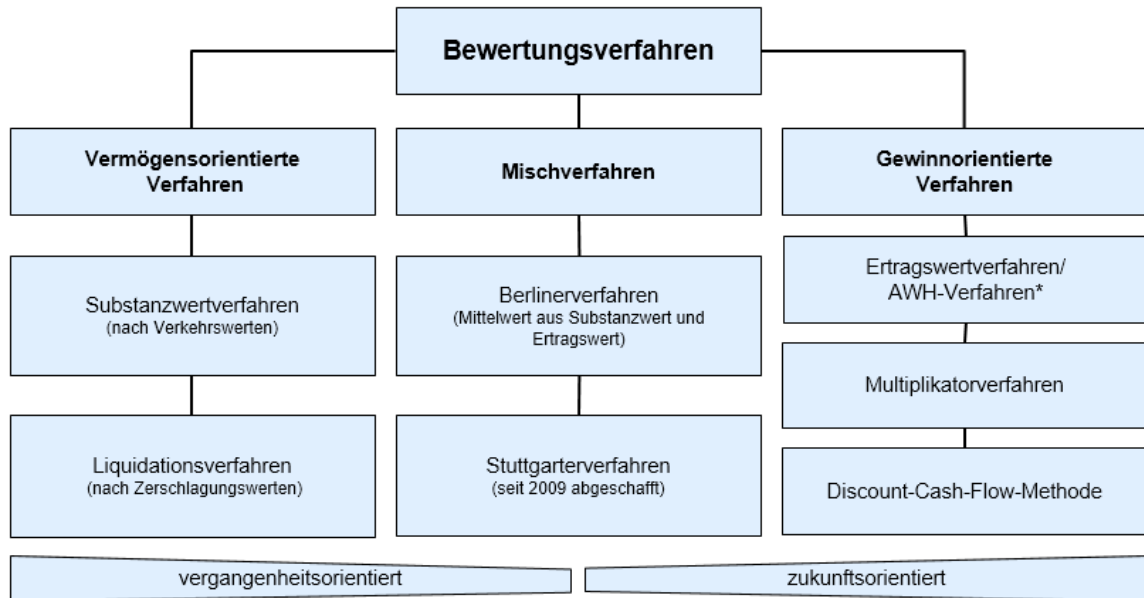 Bewertungsverfahren
Vermögensorientierte
Verfahren
Mischverfahren
Gewinnorientierte
Verfahren
Substanzwertverfahren
(nach Verkehrswerten)
Berlinerverfahren
(Mittelwert aus Substanzwert und
Ertragswert)
Ertragswertverfahren/
AWH-Verfahren*
Multiplikatorverfahren
Liquidationsverfahren
(nach Zerschlagungswerten)
Stuttgarterverfahren
(seit 2009 abgeschafft)
Discount-Cash-Flow-Methode
vergangenheitsorientiert
zukunftsorientiert